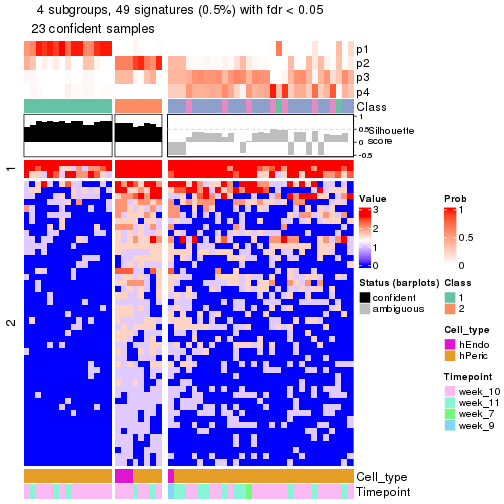 4 subgroups, 49 signatures (0.5%) with fdr < 0.05
23 confident samples
p1
p2
p3
p4
Class
1
0.5
0
-0.5
Silhouette
score
1
2
Value
3
2
1
0
Prob
1
0.5
0
Status (barplots)
confident
ambiguous
Class
1
2
Cell_type
hEndo
hPeric
Timepoint
week_10
week_11
week_7
week_9
Cell_type
Timepoint